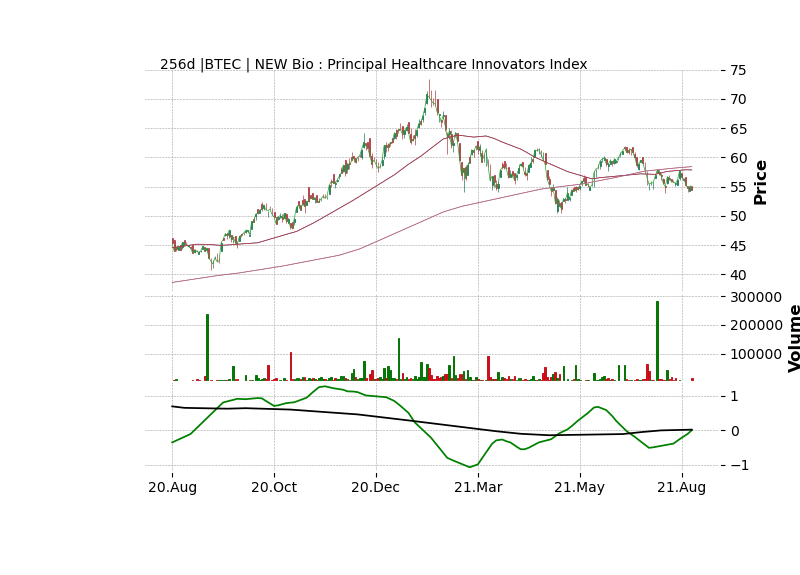 256d |BTEC | NEW Bio : Principal Healthcare Innovators Index
75
70
65
60
55
50
45
40
Price
300000
200000
100000
Volume
1
0
−1
20.Aug
20.Oct
20.Dec
21.Mar
21.May
21.Aug